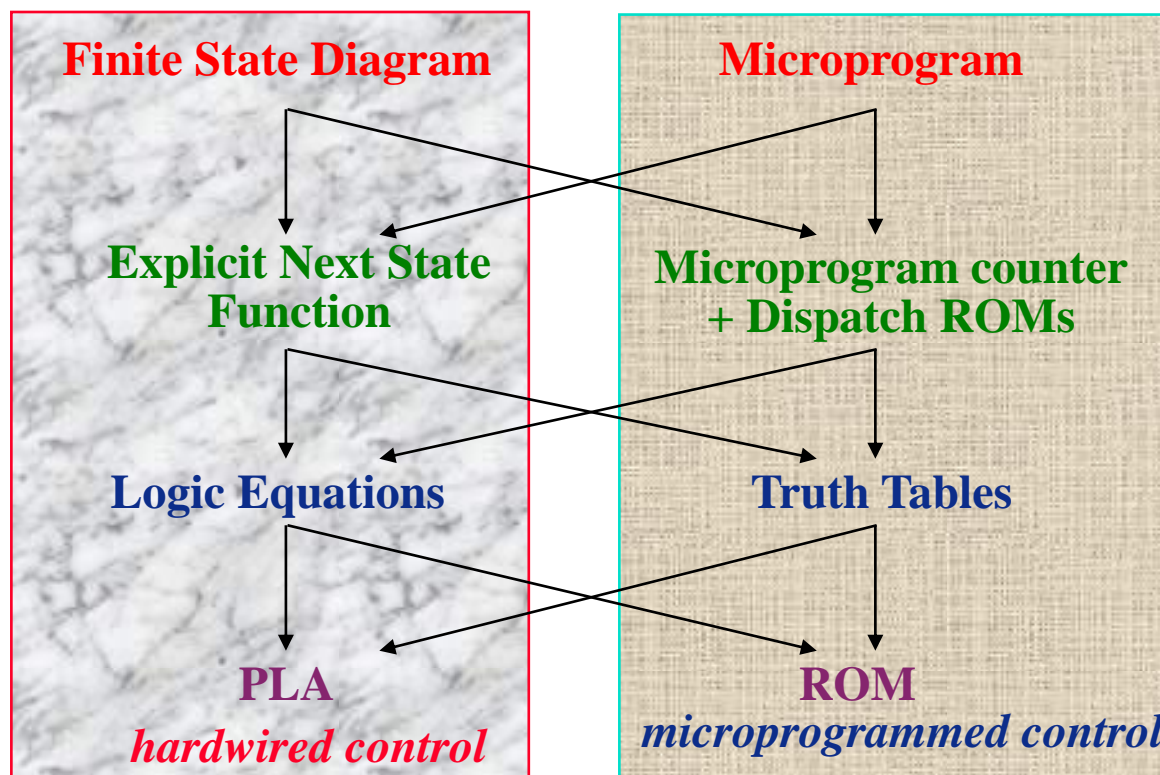 Finite State Diagram
Microprogram
Explicit Next State
Function
Microprogram counter
+ Dispatch ROMs
Logic Equations
Truth Tables
PLA
ROM
hardwired control
microprogrammed control